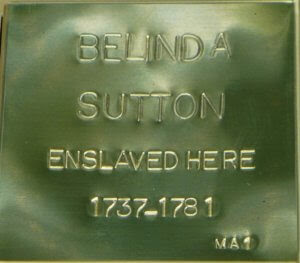 BELINDA
SUTTON
ENSLAVED HERE
1737-1781
MA1